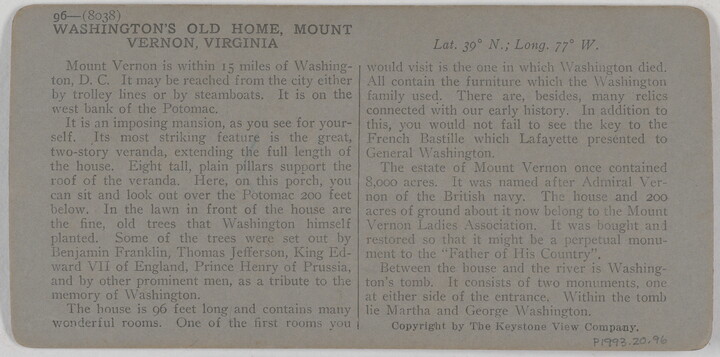 96—(8038)
WASHINGTON'S OLD HOME, MOUNT
VERNON, VIRGINIA
Mount Vernon is within 15 miles of Washing-
ton, D. C. It may be reached from the city either
by trolley lines or by steamboats. It is on the
west bank of the Potomac.
It is an imposing mansion, as you see for your-
self. Its most striking feature is the great,
two-story veranda, extending the full length of
the house. Eight tall, plain pillars support the
roof of the veranda. Here, on this porch, you
can sit and look out over the Potomac 200 feet
below. In the lawn in front of the house are
the fine, old trees that Washington himself
planted. Some of the trees were set out by
Benjamin Franklin, Thomas Jefferson, King Ed-
ward VII of England, Prince Henry of Prussia,
and by other prominent men, as a tribute to the
memory of Washington.
The house is 96 feet long and contains many
wonderful rooms. One of the first rooms you
Lat. 39° N.; Long. 77° W.
would visit is the one in which Washington died.
All contain the furniture which the Washington
family used. There are, besides, many relics
connected with our early history. In addition to
this, you would not fail to see the key to the
French Bastille which Lafayette presented to
General Washington.
The estate of Mount Vernon once contained
8,000 acres. It was named after Admiral Ver-
non of the British navy. The house and 200
acres of ground about it now belong to the Mount
Vernon Ladies Association. It was bought and
restored so that it might be a perpetual monu-
ment to the "Father of His Country".
Between the house and the river is Washing-
ton's tomb. It consists of two monuments, one
at either side of the entrance. Within the tomb
lie Martha and George Washington.
Copyright by The Keystone View Company.
P1993.20.96